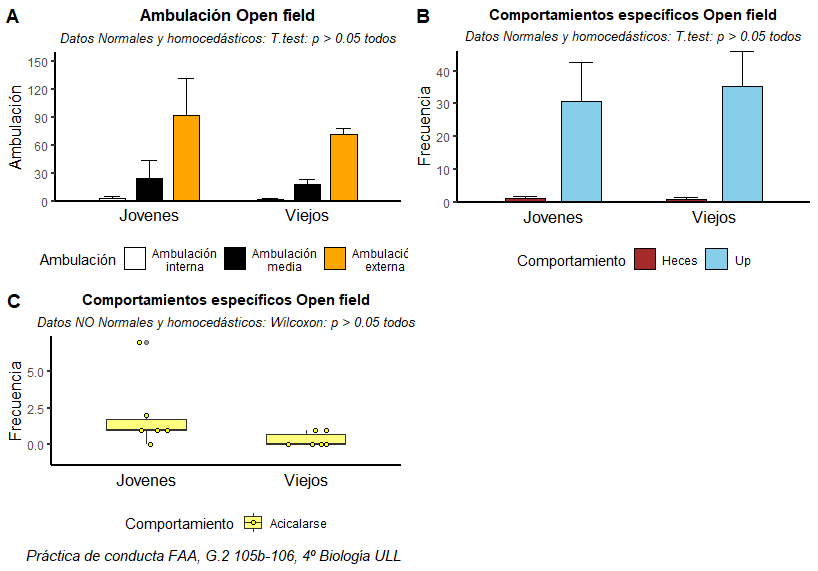 A
Ambulación Open field
Datos Normales y homocedásticos: T.test: p > 0.05 todos
Ambulación
150
120
90
60
30
0
Jovenes
Viejos
Ambulación
Ambulación interna
Ambulación media
Ambulació externa
B
Comportamientos específicos Open field
Datos Normales y homocedásticos: T.test: p > 0.05 todos
Frecuencia
40
30
20
10
0
Jovenes
Viejos
Comportamiento
Heces
Up
C
Comportamientos específicos Open field
Datos NO Normales y homocedásticos: Wilcoxon: p > 0.05 todos
Frecuencia
5.0
2.5
0.0
Jovenes
Viejos
Comportamiento
Acicalarse
Práctica de conducta FAA, G.2 105b-106, 4º Biología ULL